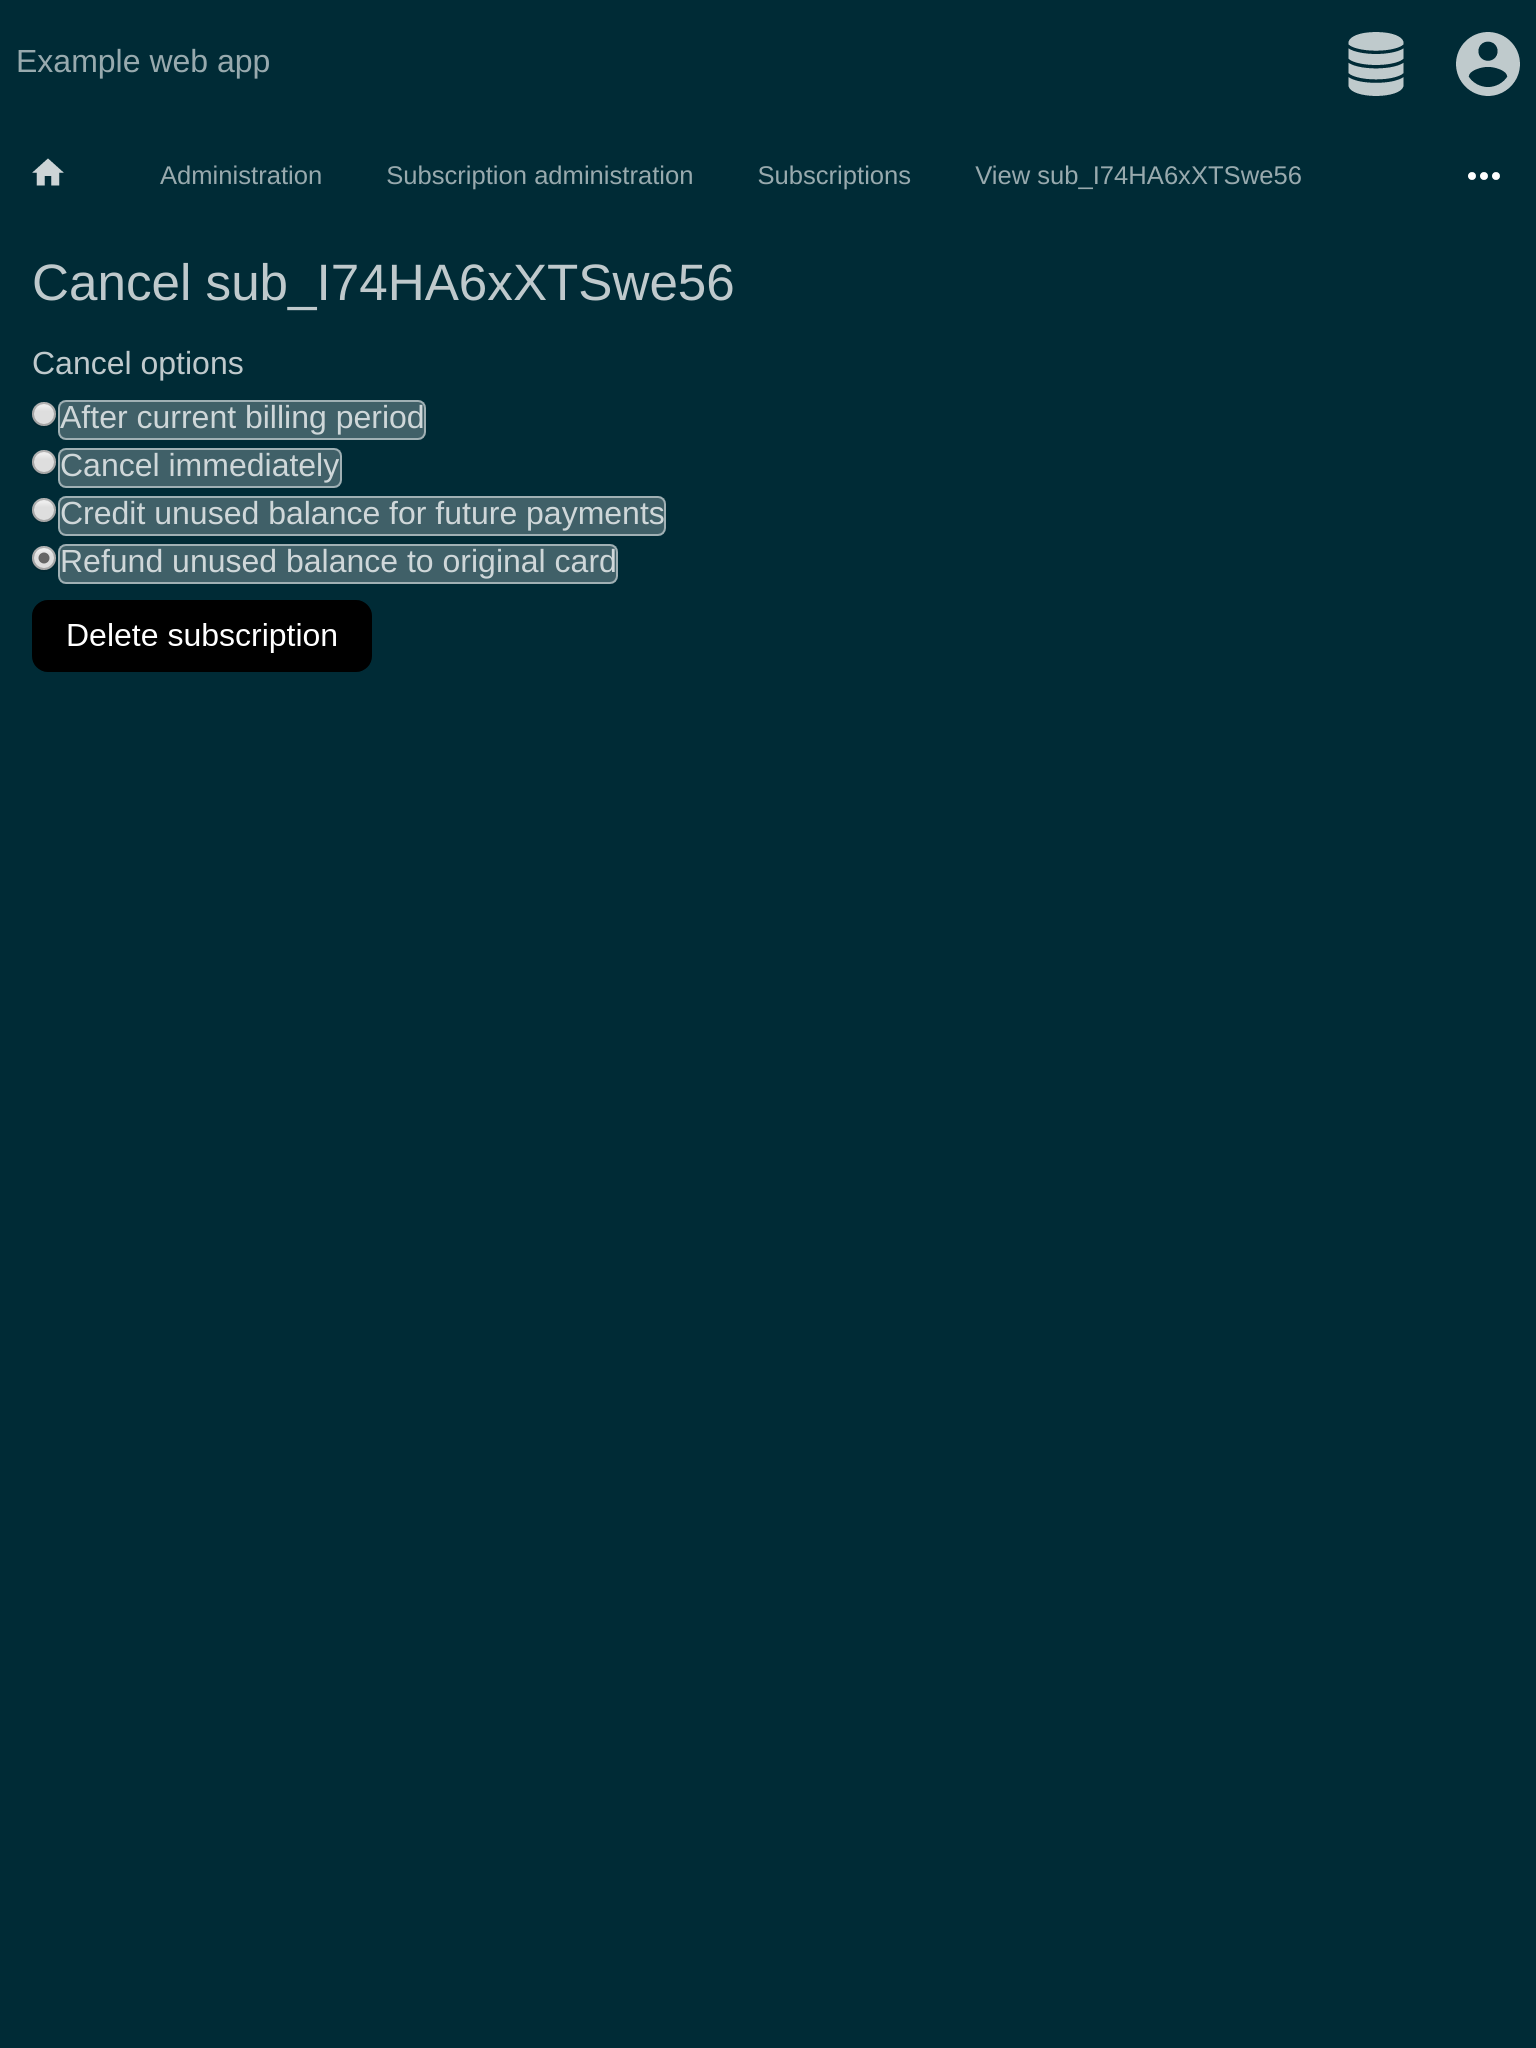 Example web app
Administration Subscription administration Subscriptions View sub_I74HA6xXTSwe56
Cancel sub_I74HA6xXTSwe56
Cancel options
After current billing period
Cancel immediately
Credit unused balance for future payments
Refund unused balance to original card
Delete subscription